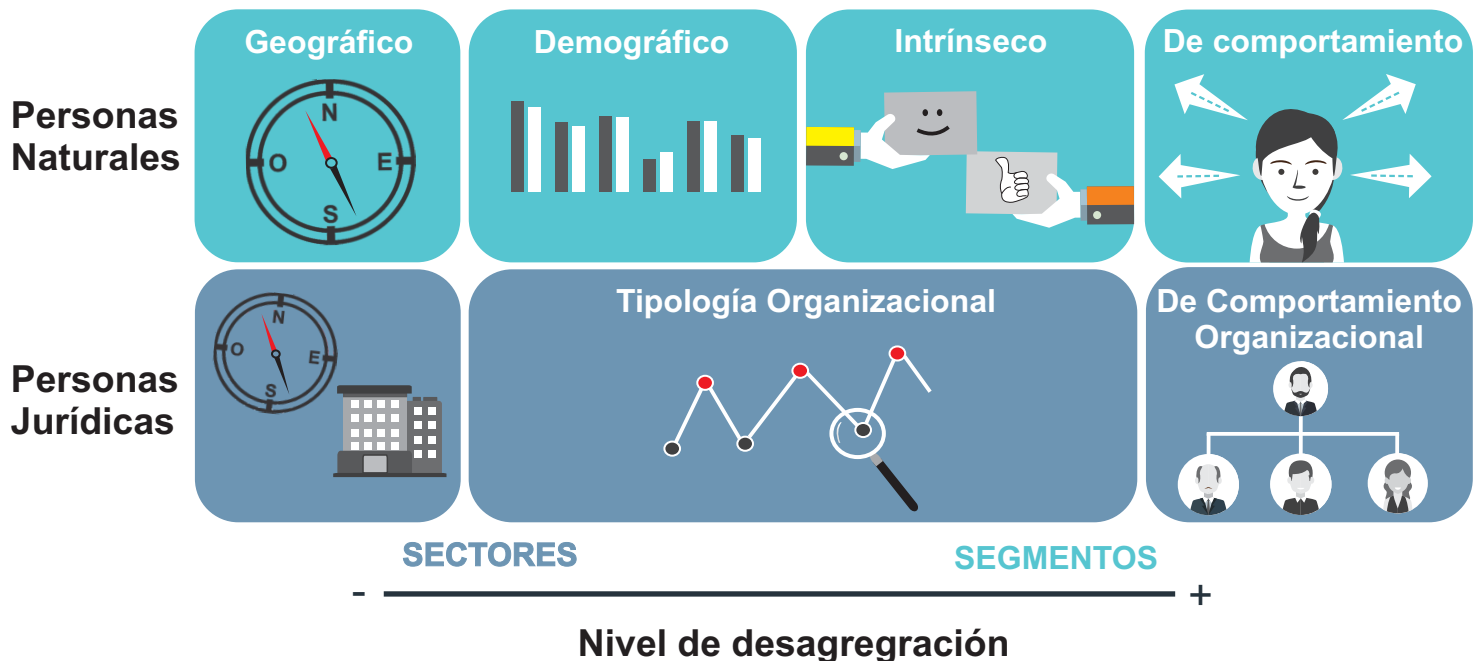 Geográfico
Demográfico
Intrínseco
De comportamiento
Personas
Naturales
N
O
E
S
Personas
Jurídicas
N
O
E
S
Tipología Organizacional
De Comportamiento
Organizacional
SECTORES
SEGMENTOS
- +
Nivel de desagregración